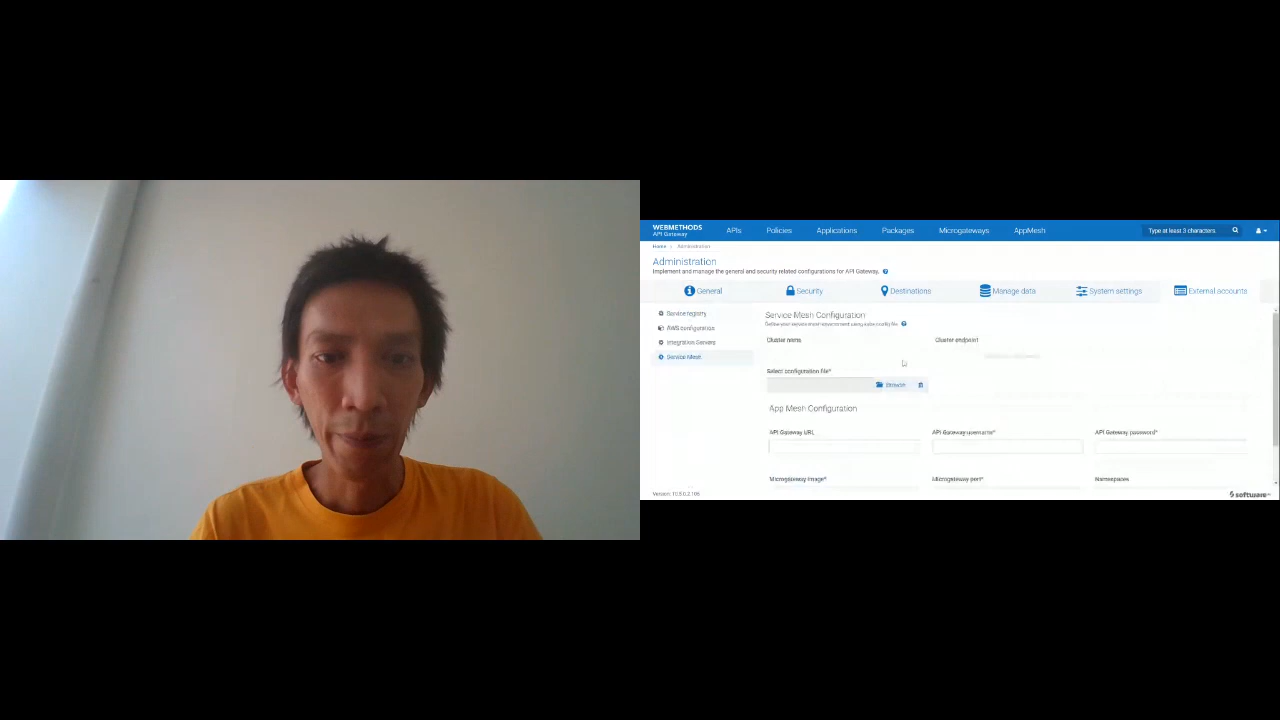 WEBMETHODS
API Gateway
APIs Policies Applications Packages Microgateways AppMesh
Type at least 3 characters
Home > Administration
Administration
Implement and manage the general and security related configurations for API Gateway.
General Security Destinations Manage data System settings External accounts
Service registry
AWS configuration
Integration Servers
Service Mesh
Service Mesh Configuration
Cluster name Cluster endpoint
Select configuration file*
Browse
App Mesh Configuration
API Gateway URL API Gateway username* API Gateway password*
Microgateway image* Microgateway port* Namespaces
software